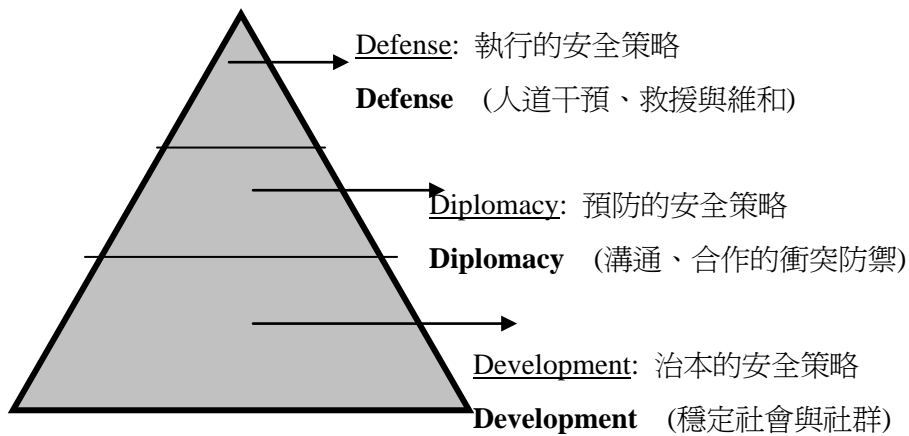 Defense: 執行的安全策略
Defense (人道干預、救援與維和)
Diplomacy: 預防的安全策略
Diplomacy (溝通、合作的衝突防禦)
Development: 治本的安全策略
Development (穩定社會與社群)